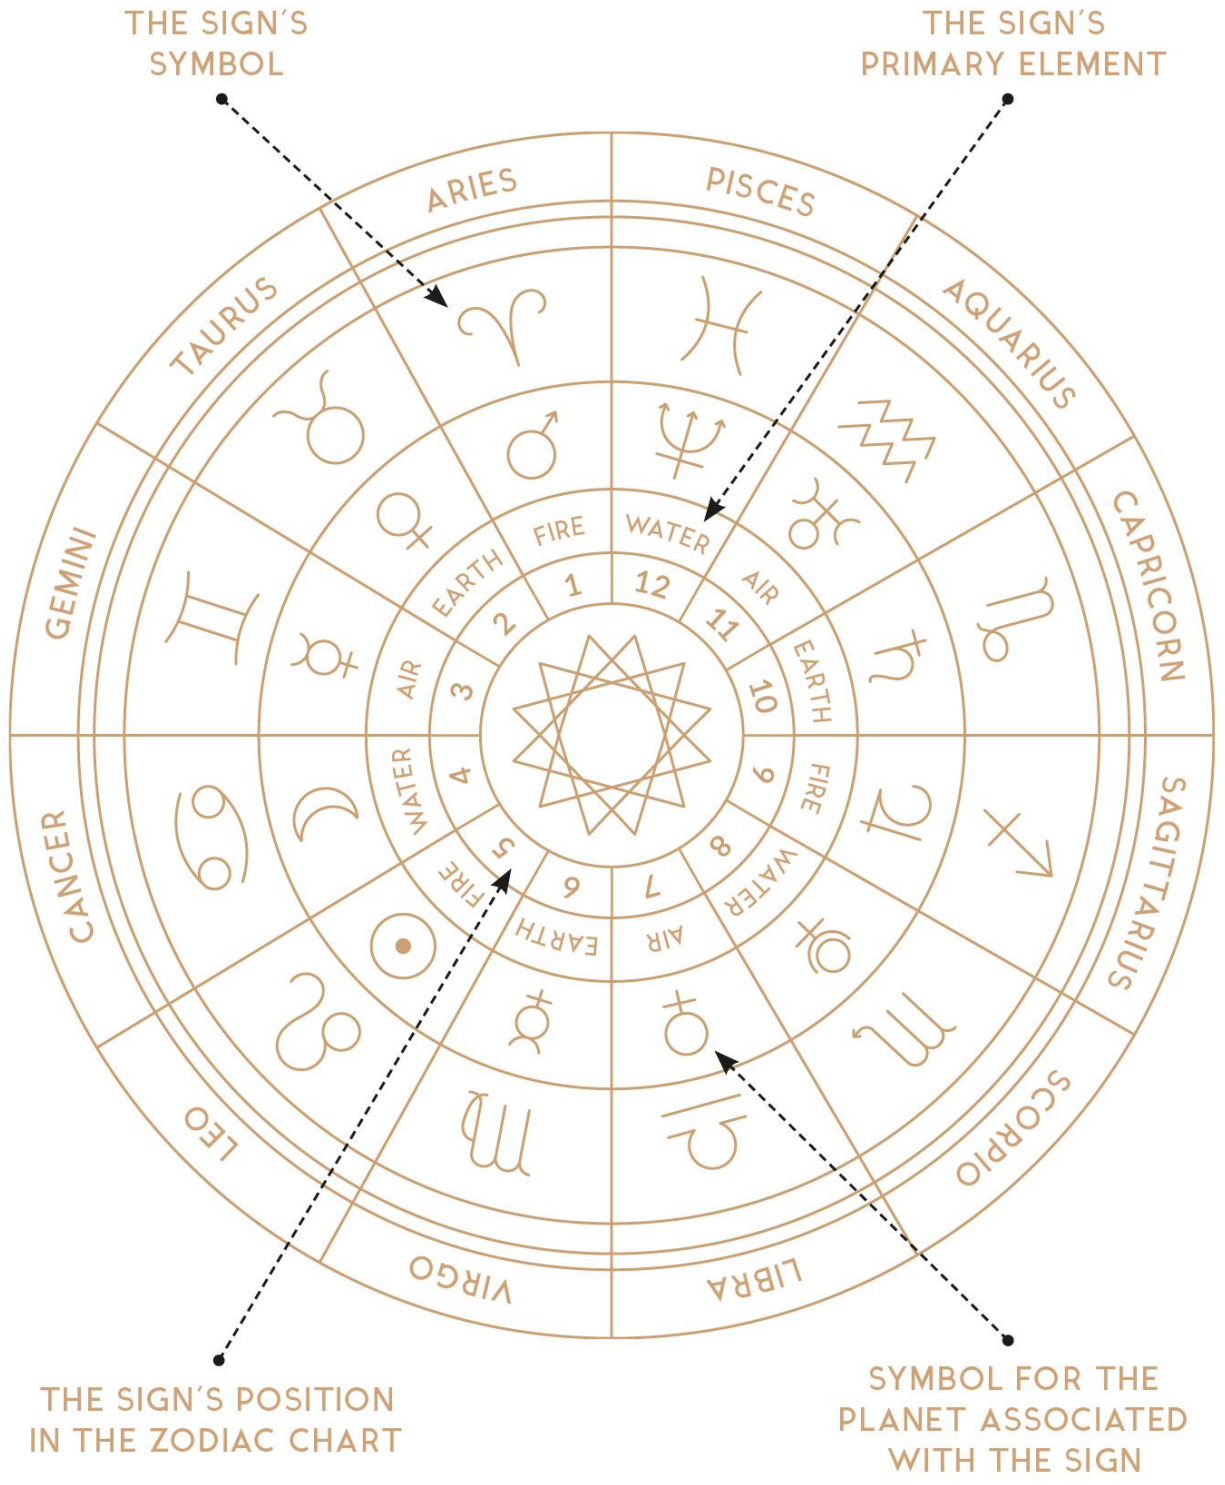 THE SIGN'S
SYMBOL
THE SIGN'S
PRIMARY ELEMENT
ARIES
PISCES
AQUARIUS
CAPRICORN
SAGITTARIUS
SCORPIO
LIBRA
VIRGO
LEO
CANCER
GEMINI
TAURUS
FIRE
WATER
AIR
EARTH
FIRE
WATER
AIR
EARTH
FIRE
WATER
AIR
EARTH
1
12
11
10
9
8
7
6
5
4
3
2
THE SIGN'S POSITION
IN THE ZODIAC CHART
SYMBOL FOR THE
PLANET ASSOCIATED
WITH THE SIGN